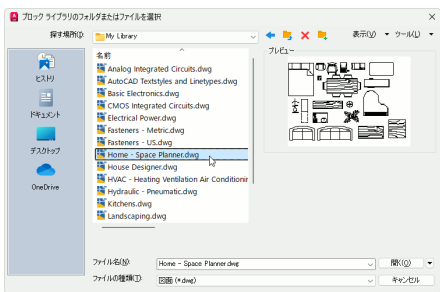 ブロック ライブラリのフォルダまたはファイルを選択
探す場所(I): My Library 表示(V) ツール(L)
名前 プレビュー
ヒストリ
ドキュメント
デスクトップ
OneDrive
Analog Integrated Circuits.dwg
AutoCAD Textstyles and Linetypes.dwg
Basic Electronics.dwg
CMOS Integrated Circuits.dwg
Electrical Power.dwg
Fasteners - Metric.dwg
Fasteners - US.dwg
Home - Space Planner.dwg
House Designer.dwg
HVAC - Heating Ventilation Air Conditionir
Hydraulic - Pneumatic.dwg
Kitchens.dwg
Landscaping.dwg
ファイル名(N): Home - Space Planner.dwg 開く(O)
ファイルの種類(T): 図面 (*.dwg) キャンセル